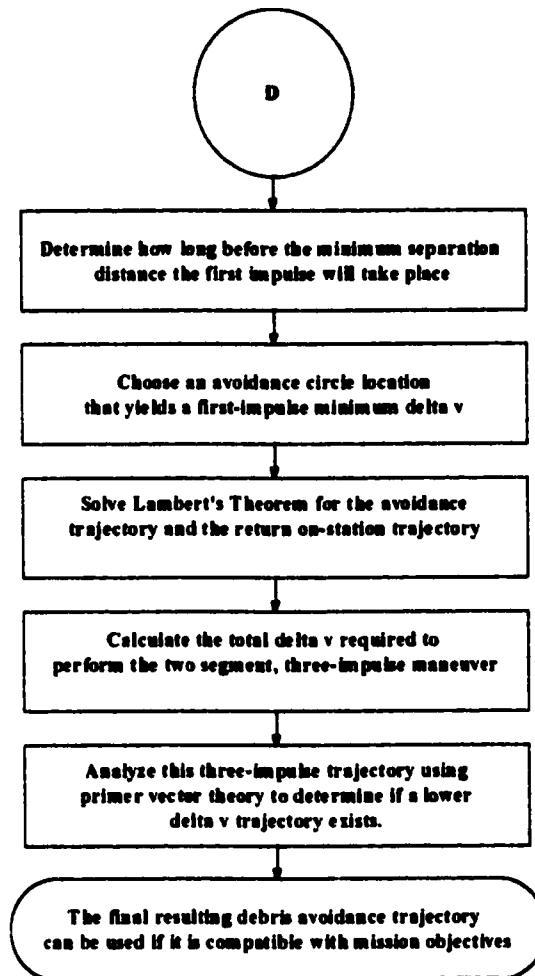 D
Determine how long before the minimum separation
distance the first impulse will take place
Choose an avoidance circle location
that yields a first-impulse minimum delta v
Solve Lambert's Theorem for the avoidance
trajectory and the return on-station trajectory
Calculate the total delta v required to
perform the two segment, three-impulse maneuver
Analyze this three-impulse trajectory using
primer vector theory to determine if a lower
delta v trajectory exists.
The final resulting debris avoidance trajectory
can be used if it is compatible with mission objectives